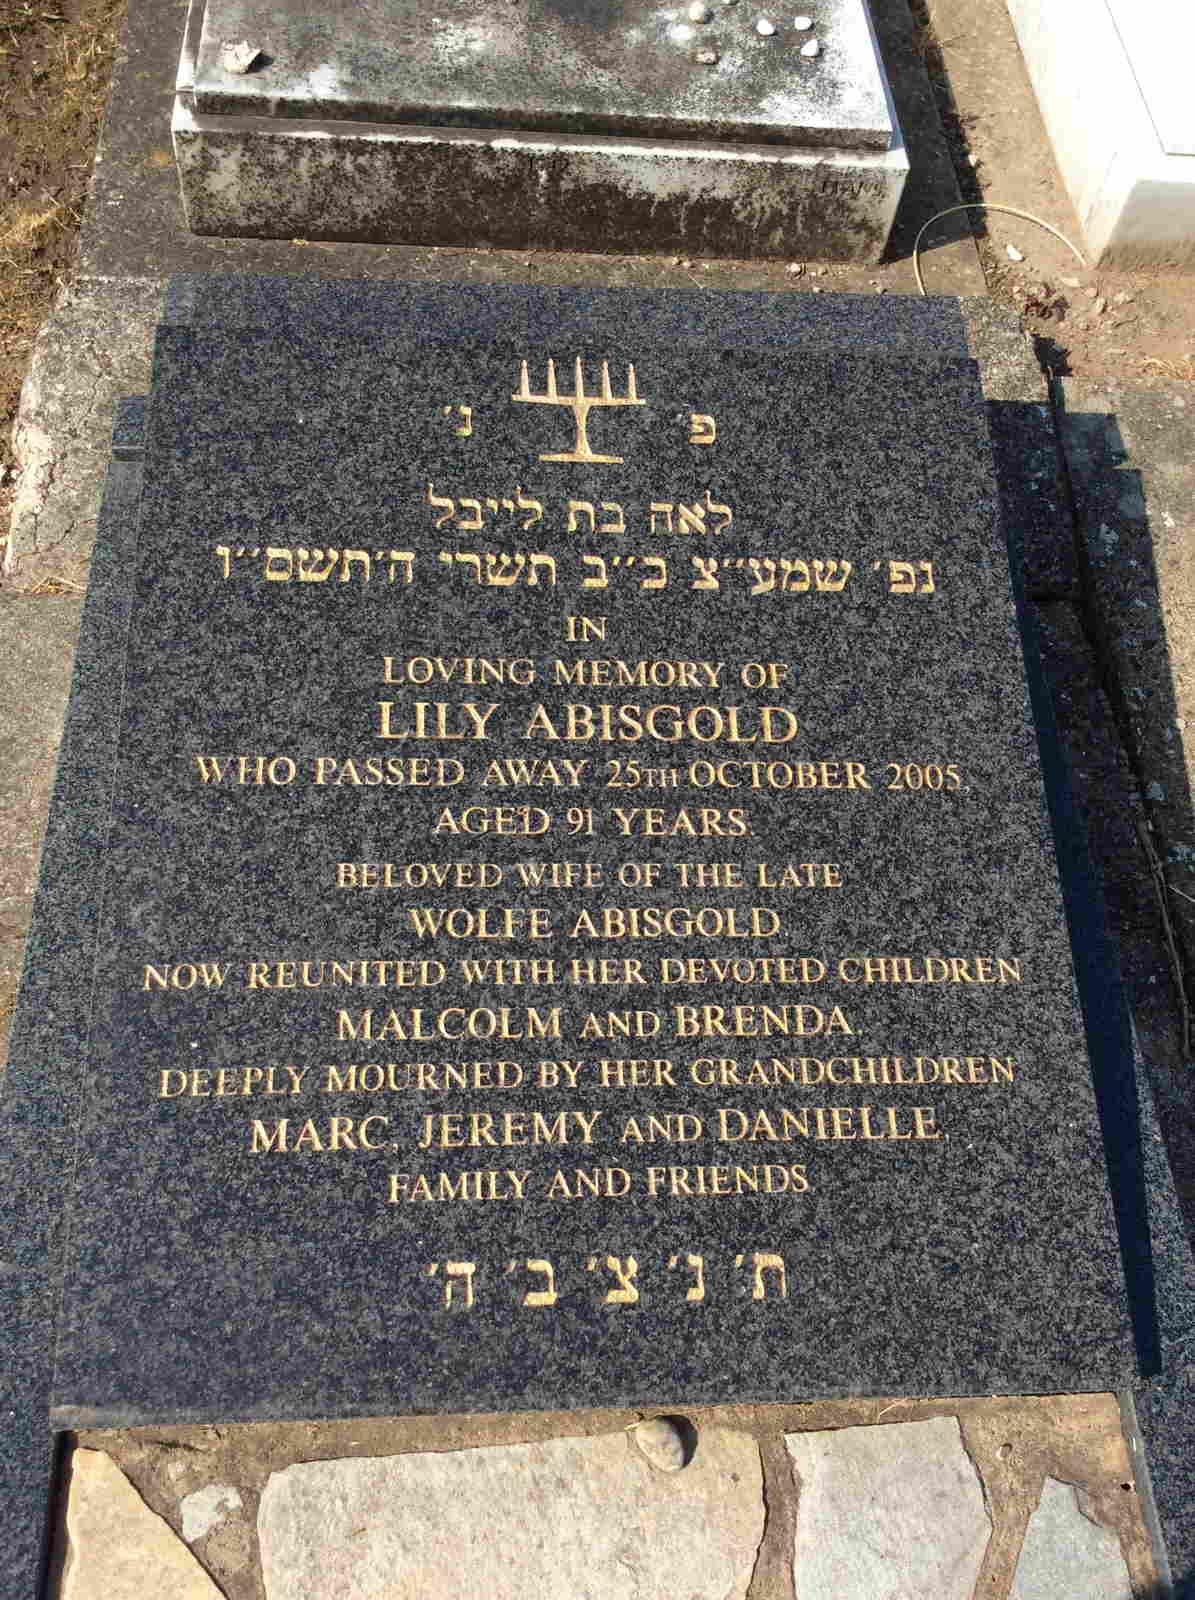 פ׳ נ׳
לאה בת לייבל
נפ׳ שמע״צ כ״ב תשרי ה׳תשס״ו
IN
LOVING MEMORY OF
LILY ABISGOLD
WHO PASSED AWAY 25TH OCTOBER 2005,
AGED 91 YEARS.
BELOVED WIFE OF THE LATE
WOLFE ABISGOLD.
NOW REUNITED WITH HER DEVOTED CHILDREN
MALCOLM AND BRENDA.
DEEPLY MOURNED BY HER GRANDCHILDREN
MARC, JEREMY AND DANIELLE,
FAMILY AND FRIENDS
ת׳ נ׳ צ׳ ב׳ ה׳